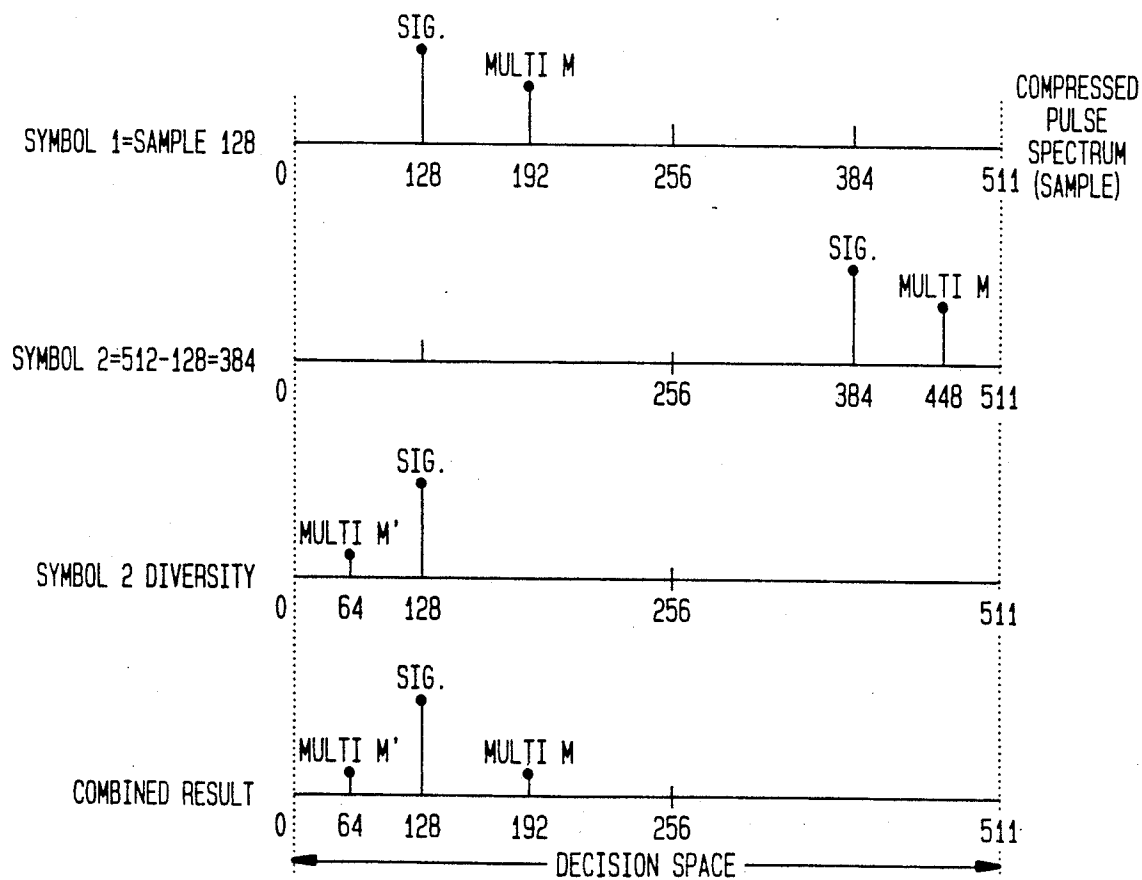 SIG.
MULTI M
COMPRESSED
PULSE
SPECTRUM
(SAMPLE)
SYMBOL 1=SAMPLE 128
0 128 192 256 384 511
SIG.
MULTI M
SYMBOL 2=512-128=384
0 256 384 448 511
SIG.
MULTI M'
SYMBOL 2 DIVERSITY
0 64 128 256 511
SIG.
MULTI M' MULTI M
COMBINED RESULT
0 64 128 192 256 511
DECISION SPACE